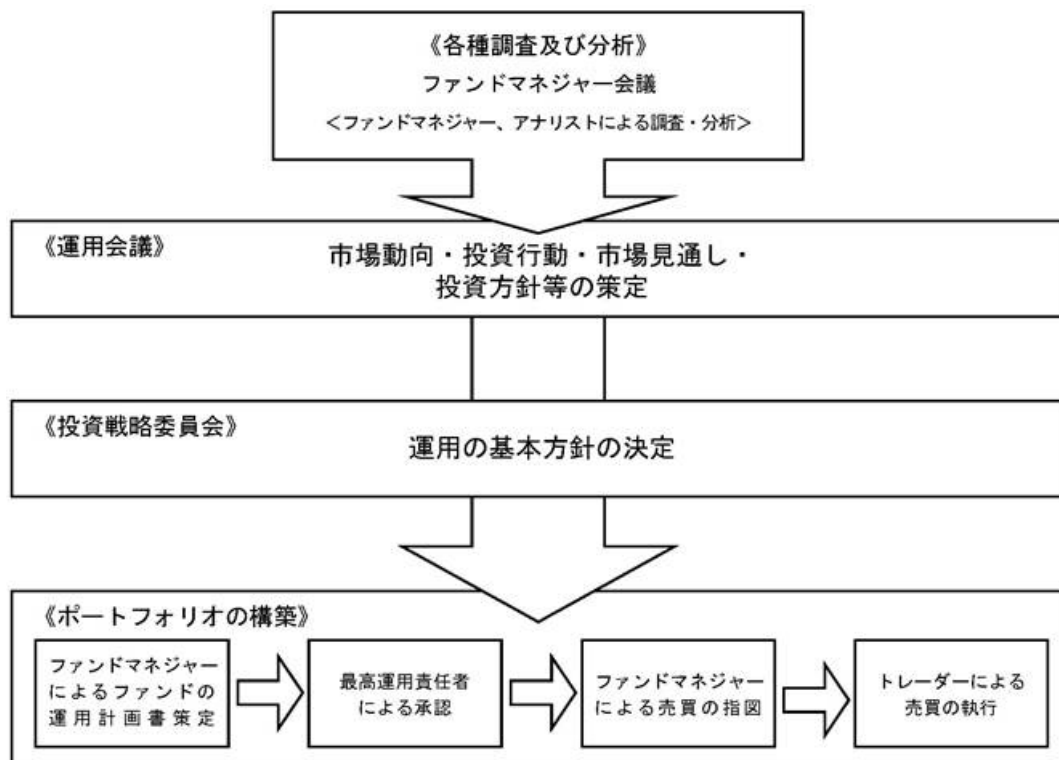 《各種調査及び分析》
ファンドマネジャー会議
＜ファンドマネジャー、アナリストによる調査・分析＞
《運用会議》
市場動向・投資行動・市場見通し・
投資方針等の策定
《投資戦略委員会》
運用の基本方針の決定
《ポートフォリオの構築》
ファンドマネジャー
によるファンドの
運用計画書策定
最高運用責任者
による承認
ファンドマネジャー
による売買の指図
トレーダーによる
売買の執行